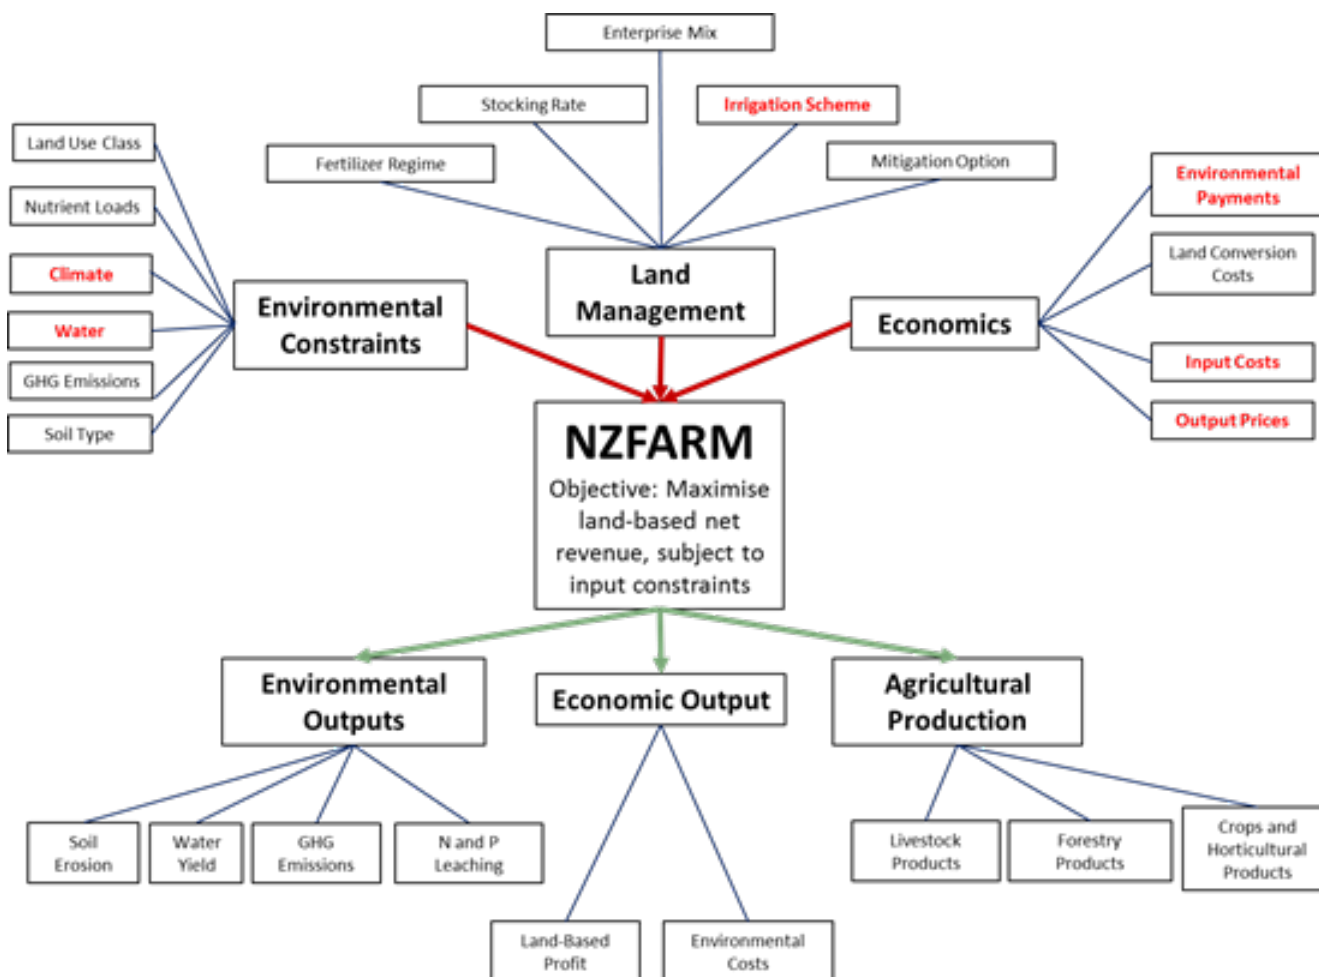 Enterprise Mix
Stocking Rate
Irrigation Scheme
Land Use Class
Fertilizer Regime
Mitigation Option
Environmental
Payments
Nutrient Loads
Land Conversion
Costs
Climate
Land
Management
Environmental
Constraints
Economics
Water
Input Costs
GHG Emissions
Output Prices
Soil Type
NZFARM
Objective: Maximise
land-based net
revenue, subject to
input constraints
Environmental
Outputs
Economic Output
Agricultural
Production
Soil
Erosion
Water
Yield
GHG
Emissions
N and P
Leaching
Livestock
Products
Forestry
Products
Crops and
Horticultural
Products
Land-Based
Profit
Environmental
Costs